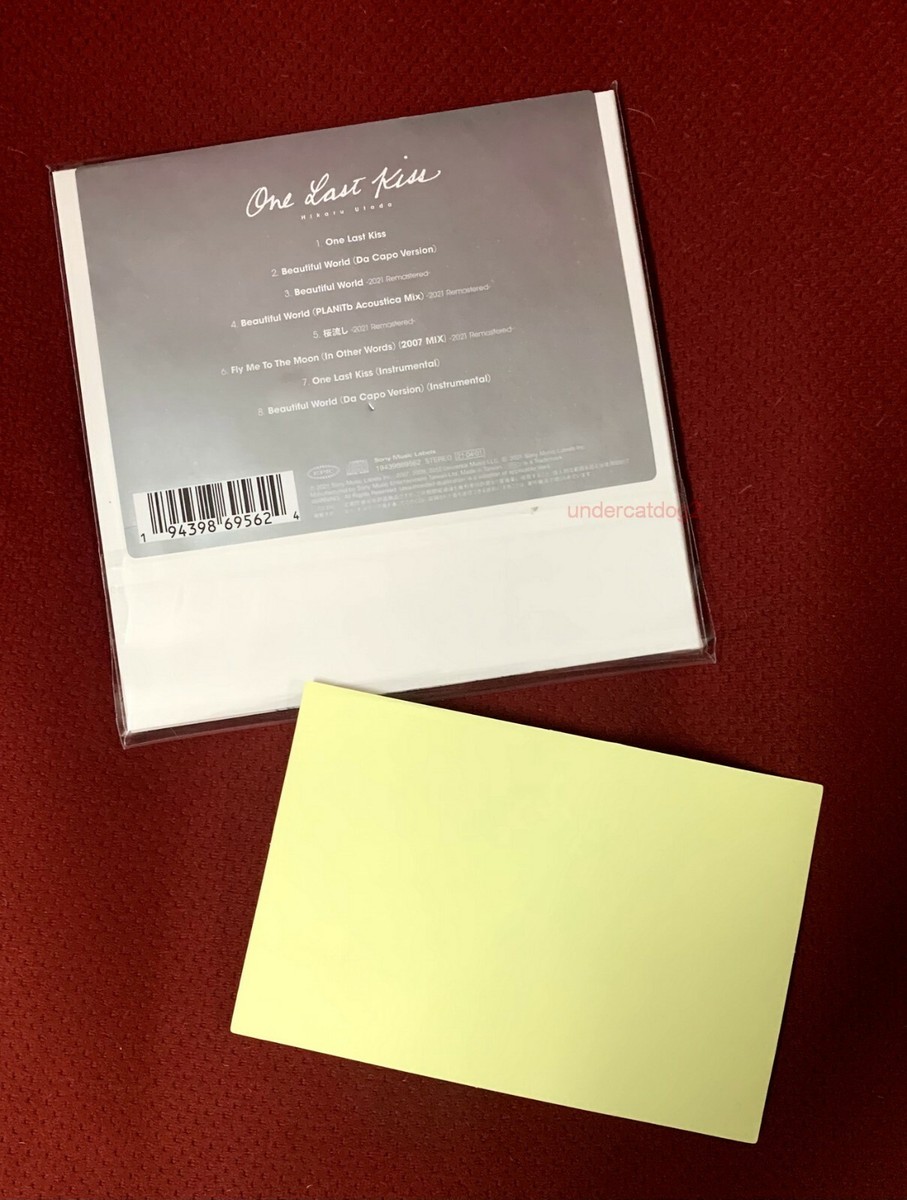 One Last Kiss
Hikaru Utada
1. One Last Kiss
2. Beautiful World (Da Capo Version)
3. Beautiful World -2021 Remastered-
4. Beautiful World (PLANiTb Acoustica Mix) -2021 Remastered-
5. 桜流し -2021 Remastered-
6. Fly Me To The Moon (In Other Words) (2007 MIX) -2021 Remastered-
7. One Last Kiss (Instrumental)
8. Beautiful World (Da Capo Version) (Instrumental)
Sony Music Labels
19439869562 STEREO
1 94398 69562 4
undercatdog